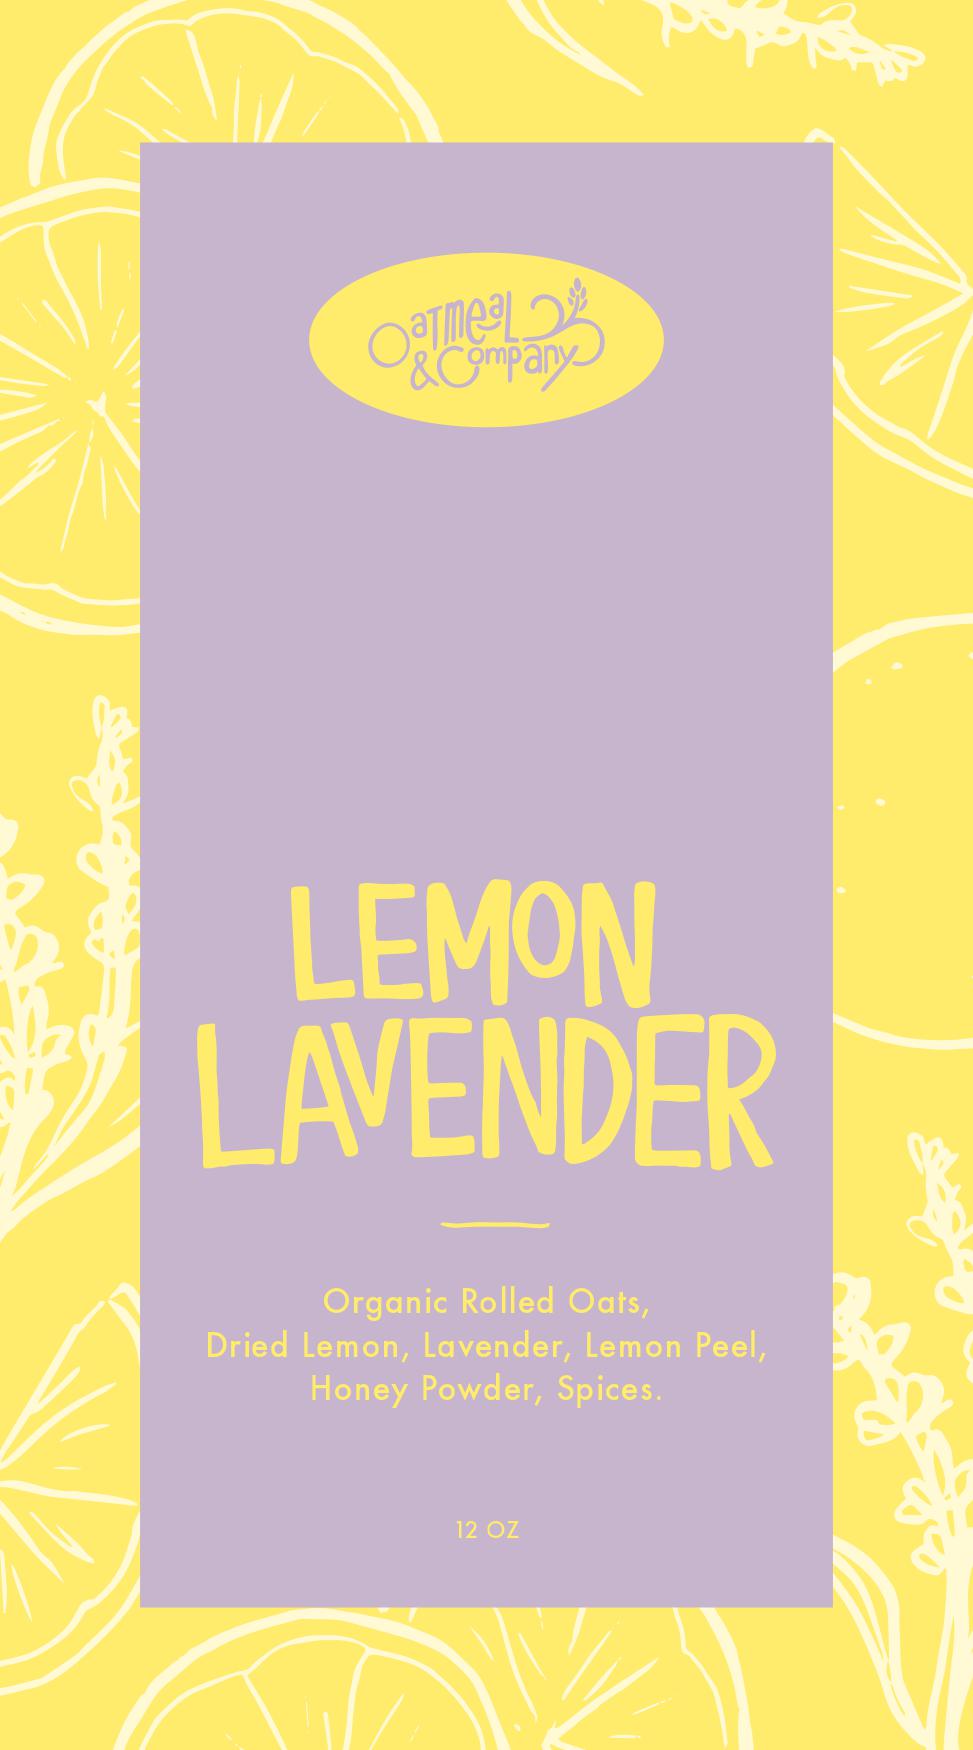 Oatmeal
& Company
LEMON
LAVENDER
Organic Rolled Oats,
Dried Lemon, Lavender, Lemon Peel,
Honey Powder, Spices.
12 OZ